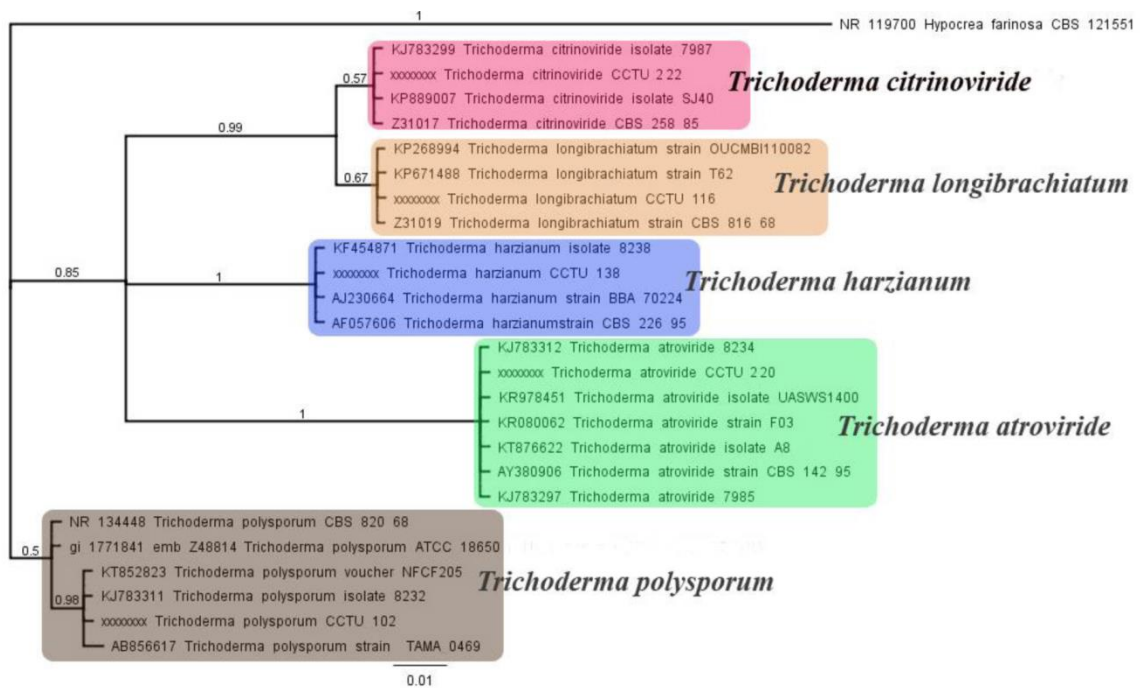 1
NR 119700 Hypocrea farinosa CBS 121551
KJ783299 Trichoderma citrinoviride isolate 7987
0.57
xxxxxxxx Trichoderma citrinoviride CCTU 222
Trichoderma citrinoviride
KP889007 Trichoderma citrinoviride isolate SJ40
Z31017 Trichoderma citrinoviride CBS 258 85
0.99
KP268994 Trichoderma longibrachiatum strain OUCMBI110082
KP671488 Trichoderma longibrachiatum strain T62
0.67
Trichoderma longibrachiatum
xxxxxxxx Trichoderma longibrachiatum CCTU 116
Z31019 Trichoderma longibrachiatum strain CBS 816 68
KF454871 Trichoderma harzianum isolate 8238
0.85
1
xxxxxxxx Trichoderma harzianum CCTU 138
Trichoderma harzianum
AJ230664 Trichoderma harzianum strain BBA 70224
AF057606 Trichoderma harzianumstrain CBS 226 95
KJ783312 Trichoderma atroviride 8234
xxxxxxxx Trichoderma atroviride CCTU 220
KR978451 Trichoderma atroviride isolate UASWS1400
1
KR080062 Trichoderma atroviride strain F03
Trichoderma atroviride
KT876622 Trichoderma atroviride isolate A8
AY380906 Trichoderma atroviride strain CBS 142 95
KJ783297 Trichoderma atroviride 7985
NR 134448 Trichoderma polysporum CBS 820 68
0.5
gi 1771841 emb Z48814 Trichoderma polysporum ATCC 18650
KT852823 Trichoderma polysporum voucher NFCF205
Trichoderma polysporum
KJ783311 Trichoderma polysporum isolate 8232
0.98
xxxxxxxx Trichoderma polysporum CCTU 102
AB856617 Trichoderma polysporum strain TAMA 0469
0.01